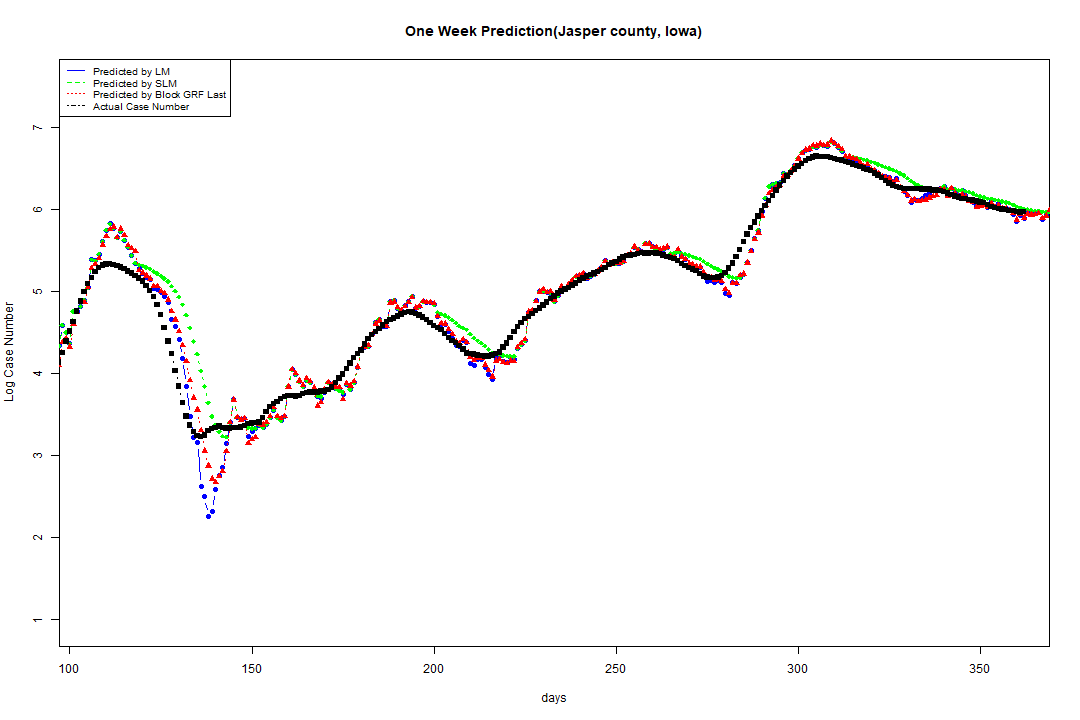 One Week Prediction(Jasper county, Iowa)
Predicted by LM
Predicted by SLM
Predicted by Block GRF Last
Actual Case Number
Log Case Number
7
6
5
4
3
2
1
100 150 200 250 300 350
days